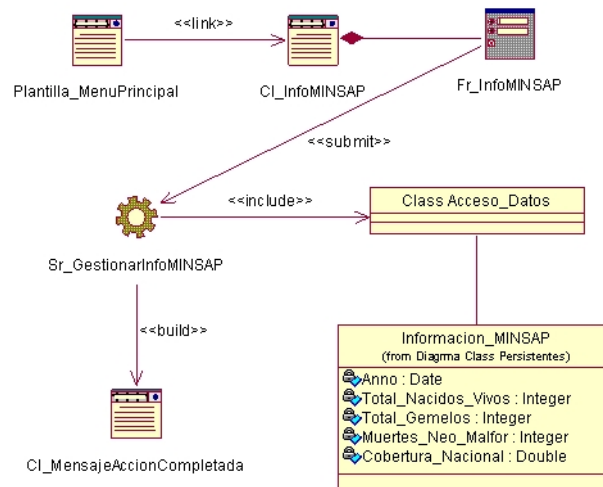 <<link>>
Plantilla_MenuPrincipal
Cl_InfoMINSAP
Fr_InfoMINSAP
<<submit>>
<<include>>
Class Acceso_Datos
Sr_GestionarInfoMINSAP
<<build>>
Informacion_MINSAP
(from Diagrma Class Persistentes)
Anno : Date
Total_Nacidos_Vivos : Integer
Total_Gemelos : Integer
Muertes_Neo_Malfor : Integer
Cobertura_Nacional : Double
Cl_MensajeAccionCompletada